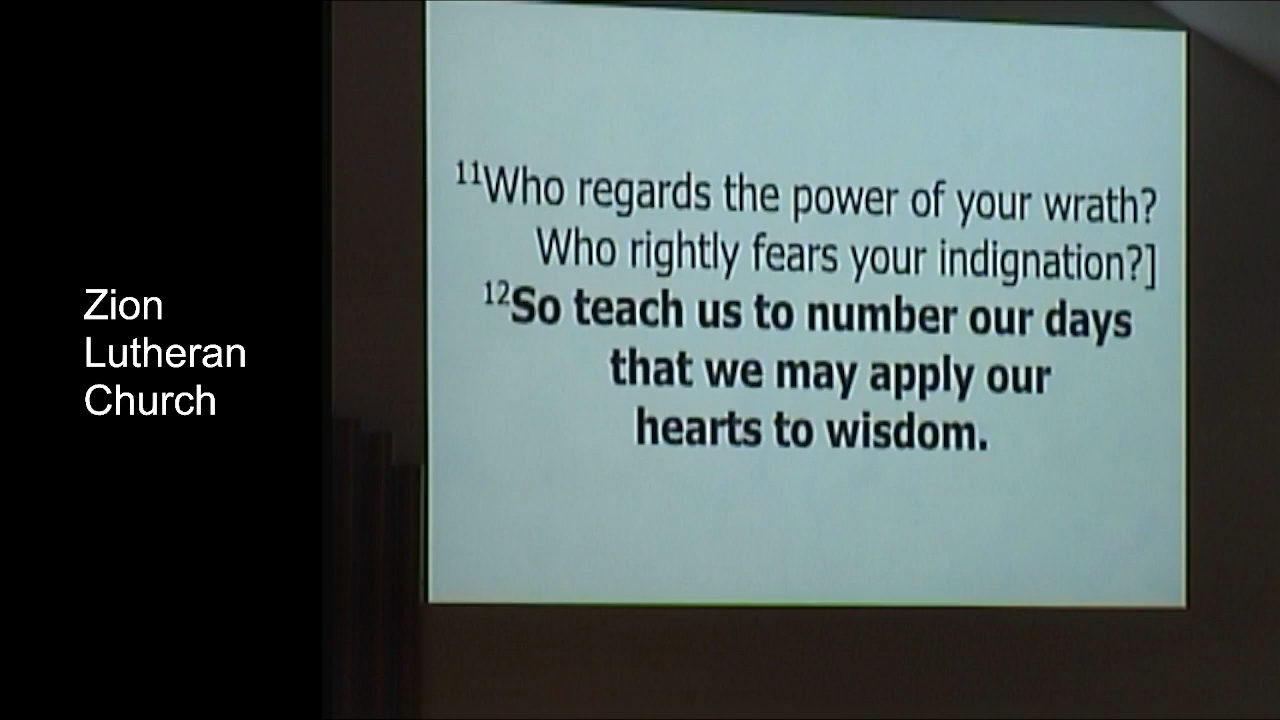 Zion
Lutheran
Church
11Who regards the power of your wrath?
Who rightly fears your indignation?]
12So teach us to number our days
that we may apply our
hearts to wisdom.